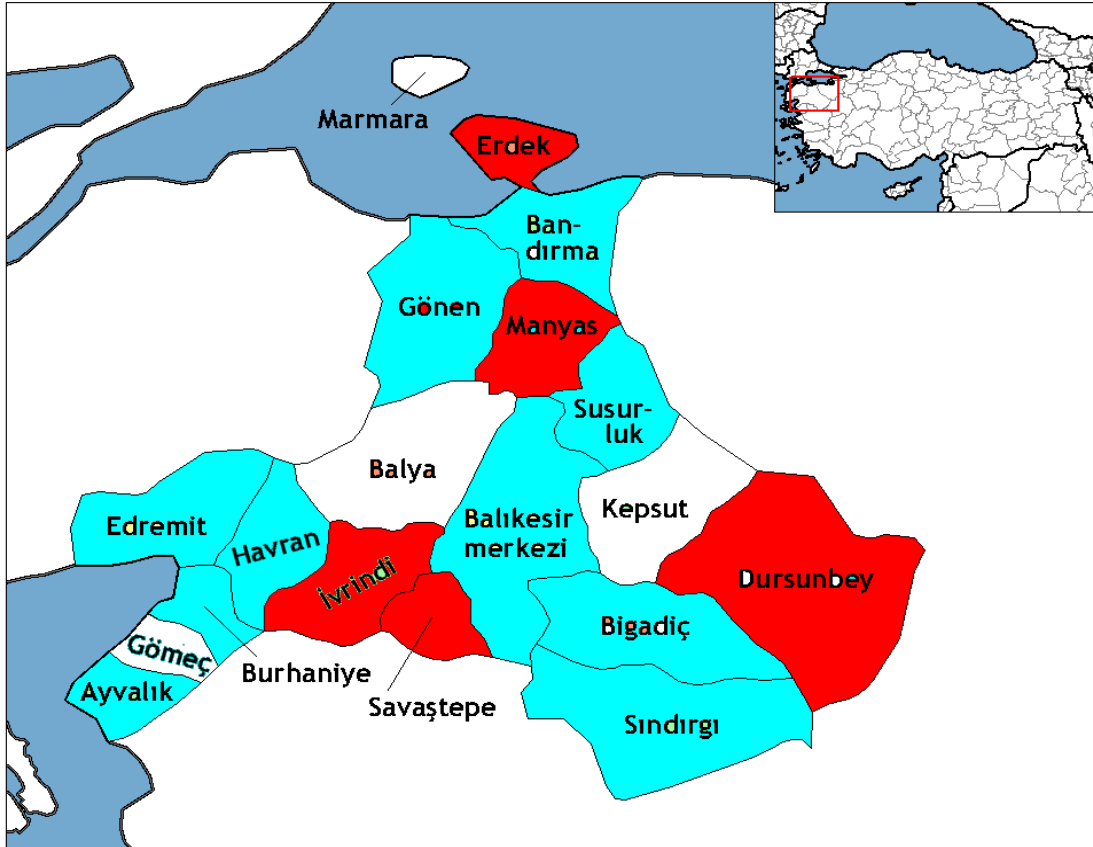 Marmara
Erdek
Ban-
dırma
Gönen
Manyas
Susur-
luk
Balya
Kepsut
Edremit
Havran
Balıkesir
merkezi
İvrindi
Dursunbey
Bigadiç
Gömeç
Burhaniye
Ayvalık
Savaştepe
Sındırgı